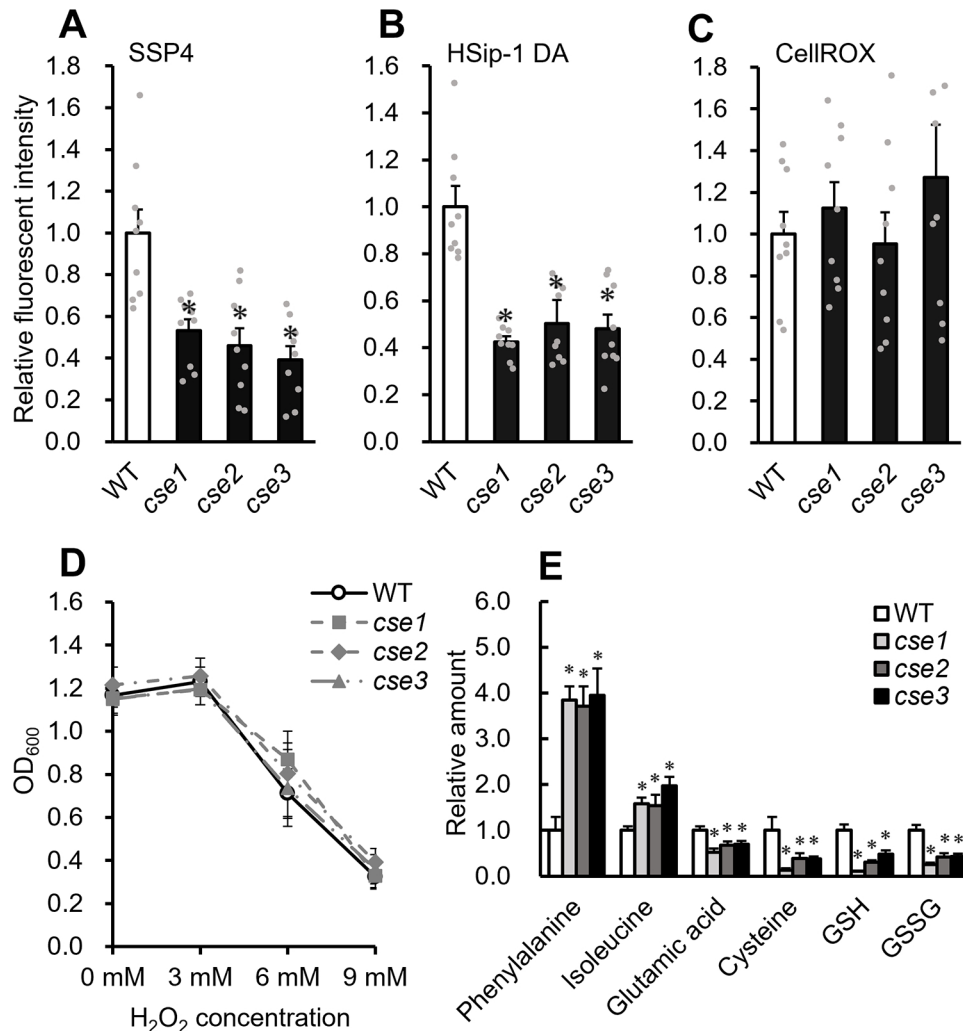 A
SSP4
Relative fluorescent intensity
1.8
1.6
1.4
1.2
1.0
0.8
0.6
0.4
0.2
0.0
*
*
*
WT
cse1
cse2
cse3
B
HSip-1 DA
1.6
1.4
1.2
1.0
0.8
0.6
0.4
0.2
0.0
*
*
*
WT
cse1
cse2
cse3
C
CellROX
1.8
1.6
1.4
1.2
1.0
0.8
0.6
0.4
0.2
0.0
WT
cse1
cse2
cse3
D
WT
cse1
cse2
cse3
OD₆₀₀
1.6
1.4
1.2
1.0
0.8
0.6
0.4
0.2
0.0
0 mM 3 mM 6 mM 9 mM
H₂O₂ concentration
E
WT
cse1
cse2
cse3
Relative amount
6.0
5.0
4.0
3.0
2.0
1.0
0.0
* * *
* * *
* * *
* * *
* * *
* * *
Phenylalanine
Isoleucine
Glutamic acid
Cysteine
GSH
GSSG